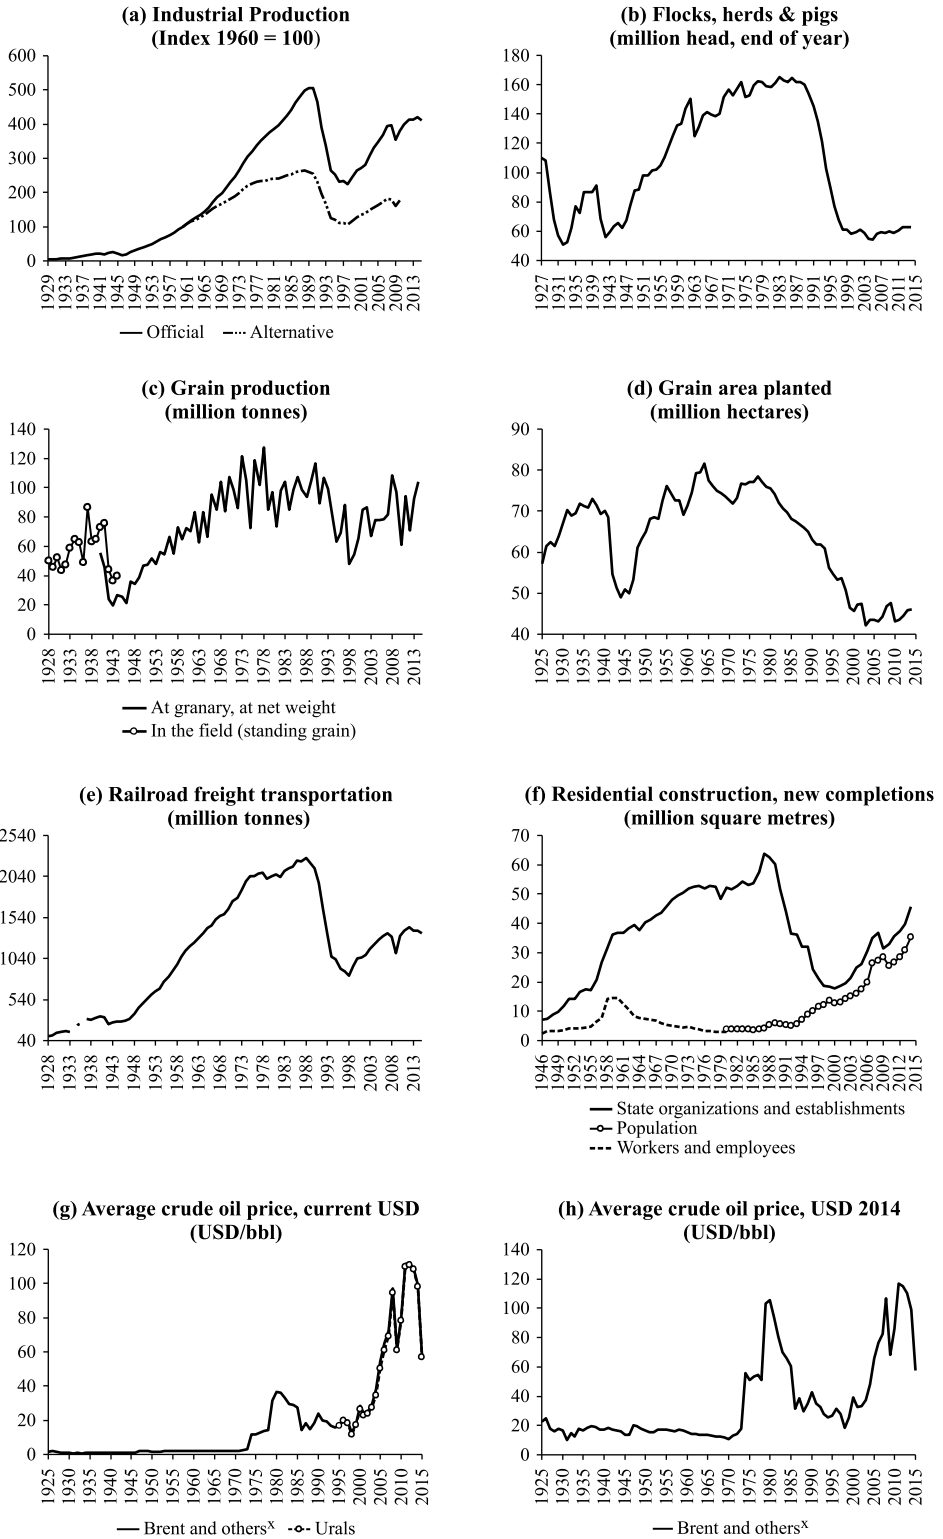 (a) Industrial Production
(Index 1960 = 100)
600
500
400
300
200
100
0
1929 1933 1937 1941 1945 1949 1953 1957 1961 1965 1969 1973 1977 1981 1985 1989 1993 1997 2001 2005 2009 2013
Official Alternative
(b) Flocks, herds & pigs
(million head, end of year)
180
160
140
120
100
80
60
40
1927 1931 1935 1939 1943 1947 1951 1955 1959 1963 1967 1971 1975 1979 1983 1987 1991 1995 1999 2003 2007 2011 2015
(c) Grain production
(million tonnes)
140
120
100
80
60
40
20
0
1928 1933 1938 1943 1948 1953 1958 1963 1968 1973 1978 1983 1988 1993 1998 2003 2008 2013
At granary, at net weight
In the field (standing grain)
(d) Grain area planted
(million hectares)
90
80
70
60
50
40
1925 1930 1935 1940 1945 1950 1955 1960 1965 1970 1975 1980 1985 1990 1995 2000 2005 2010 2015
(e) Railroad freight transportation
(million tonnes)
2540
2040
1540
1040
540
40
1928 1933 1938 1943 1948 1953 1958 1963 1968 1973 1978 1983 1988 1993 1998 2003 2008 2013
(f) Residential construction, new completions
(million square metres)
70
60
50
40
30
20
10
0
1946 1949 1952 1955 1958 1961 1964 1967 1970 1973 1976 1979 1982 1985 1988 1991 1994 1997 2000 2003 2006 2009 2012 2015
State organizations and establishments
Population
Workers and employees
(g) Average crude oil price, current USD
(USD/bbl)
120
100
80
60
40
20
0
1925 1930 1935 1940 1945 1950 1955 1960 1965 1970 1975 1980 1985 1990 1995 2000 2005 2010 2015
Brent and othersˣ Urals
(h) Average crude oil price, USD 2014
(USD/bbl)
140
120
100
80
60
40
20
0
1925 1930 1935 1940 1945 1950 1955 1960 1965 1970 1975 1980 1985 1990 1995 2000 2005 2010 2015
Brent and othersˣ